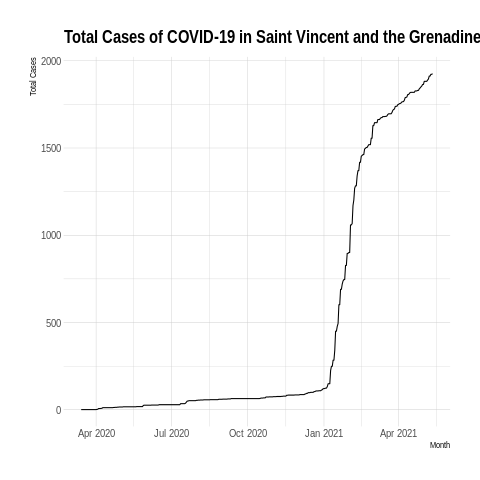 Total Cases of COVID-19 in Saint Vincent and the Grenadine
Total Cases
2000
1500
1000
500
0
Apr 2020 Jul 2020 Oct 2020 Jan 2021 Apr 2021
Month